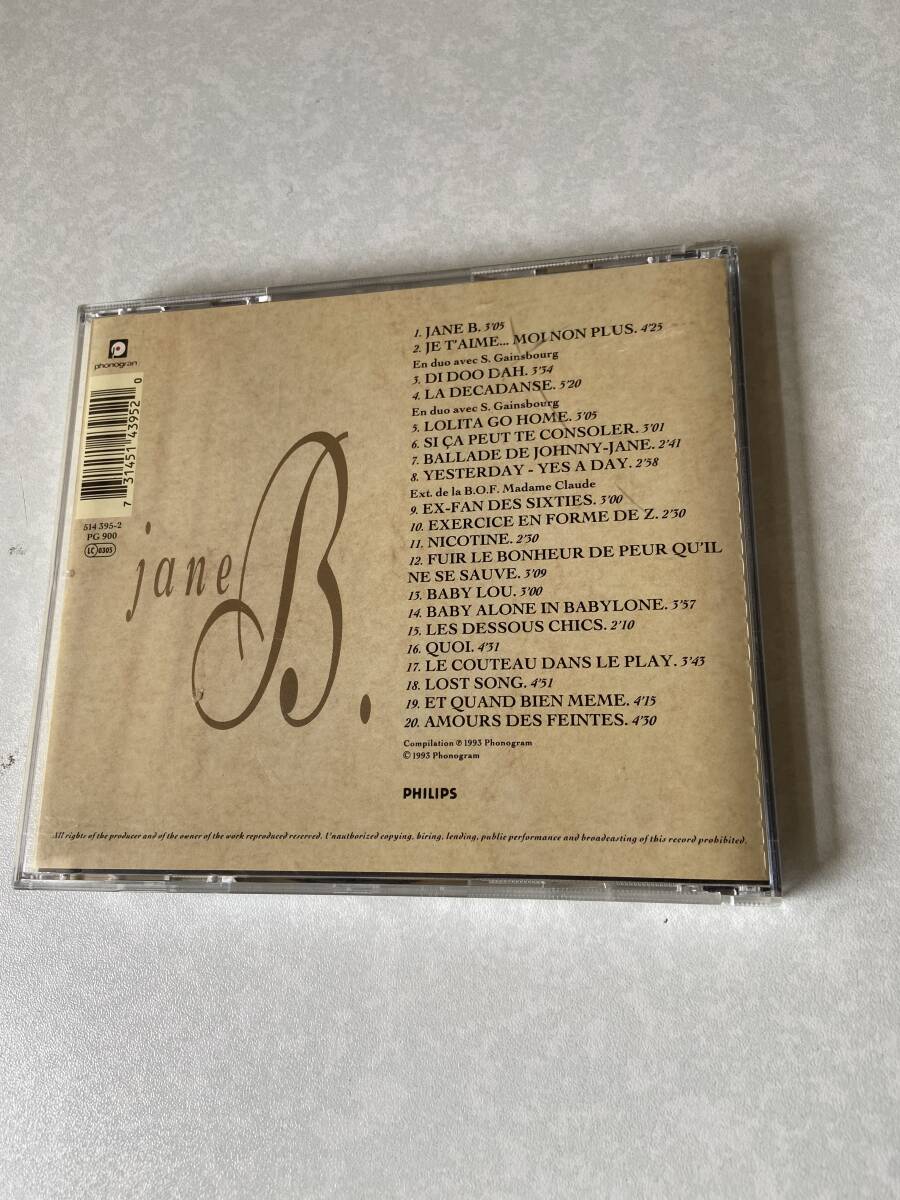 phonogram
0
7 31451 43952
514 395-2
PG 900
LC 0305
jane
B.
1. JANE B. 3'05
2. JE T'AIME... MOI NON PLUS. 4'25
En duo avec S. Gainsbourg
3. DI DOO DAH. 3'34
4. LA DECADANSE. 5'20
En duo avec S. Gainsbourg
5. LOLITA GO HOME. 3'05
6. SI ÇA PEUT TE CONSOLER. 3'01
7. BALLADE DE JOHNNY-JANE. 2'41
8. YESTERDAY - YES A DAY. 2'58
Ext. de la B.O.F. Madame Claude
9. EX-FAN DES SIXTIES. 3'00
10. EXERCICE EN FORME DE Z. 2'30
11. NICOTINE. 2'30
12. FUIR LE BONHEUR DE PEUR QU'IL
NE SE SAUVE. 3'09
13. BABY LOU. 3'00
14. BABY ALONE IN BABYLONE. 3'57
15. LES DESSOUS CHICS. 2'10
16. QUOI. 4'31
17. LE COUTEAU DANS LE PLAY. 3'43
18. LOST SONG. 4'51
19. ET QUAND BIEN MEME. 4'15
20. AMOURS DES FEINTES. 4'30
Compilation ℗ 1993 Phonogram
© 1993 Phonogram
PHILIPS
All rights of the producer and of the owner of the work reproduced reserved. Unauthorized copying, hiring, lending, public performance and broadcasting of this record prohibited.